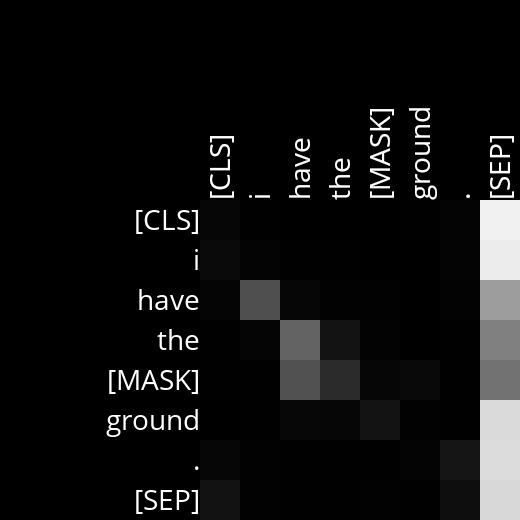 [CLS] i have the [MASK] ground . [SEP]
[CLS]
i
have
the
[MASK]
ground
.
[SEP]